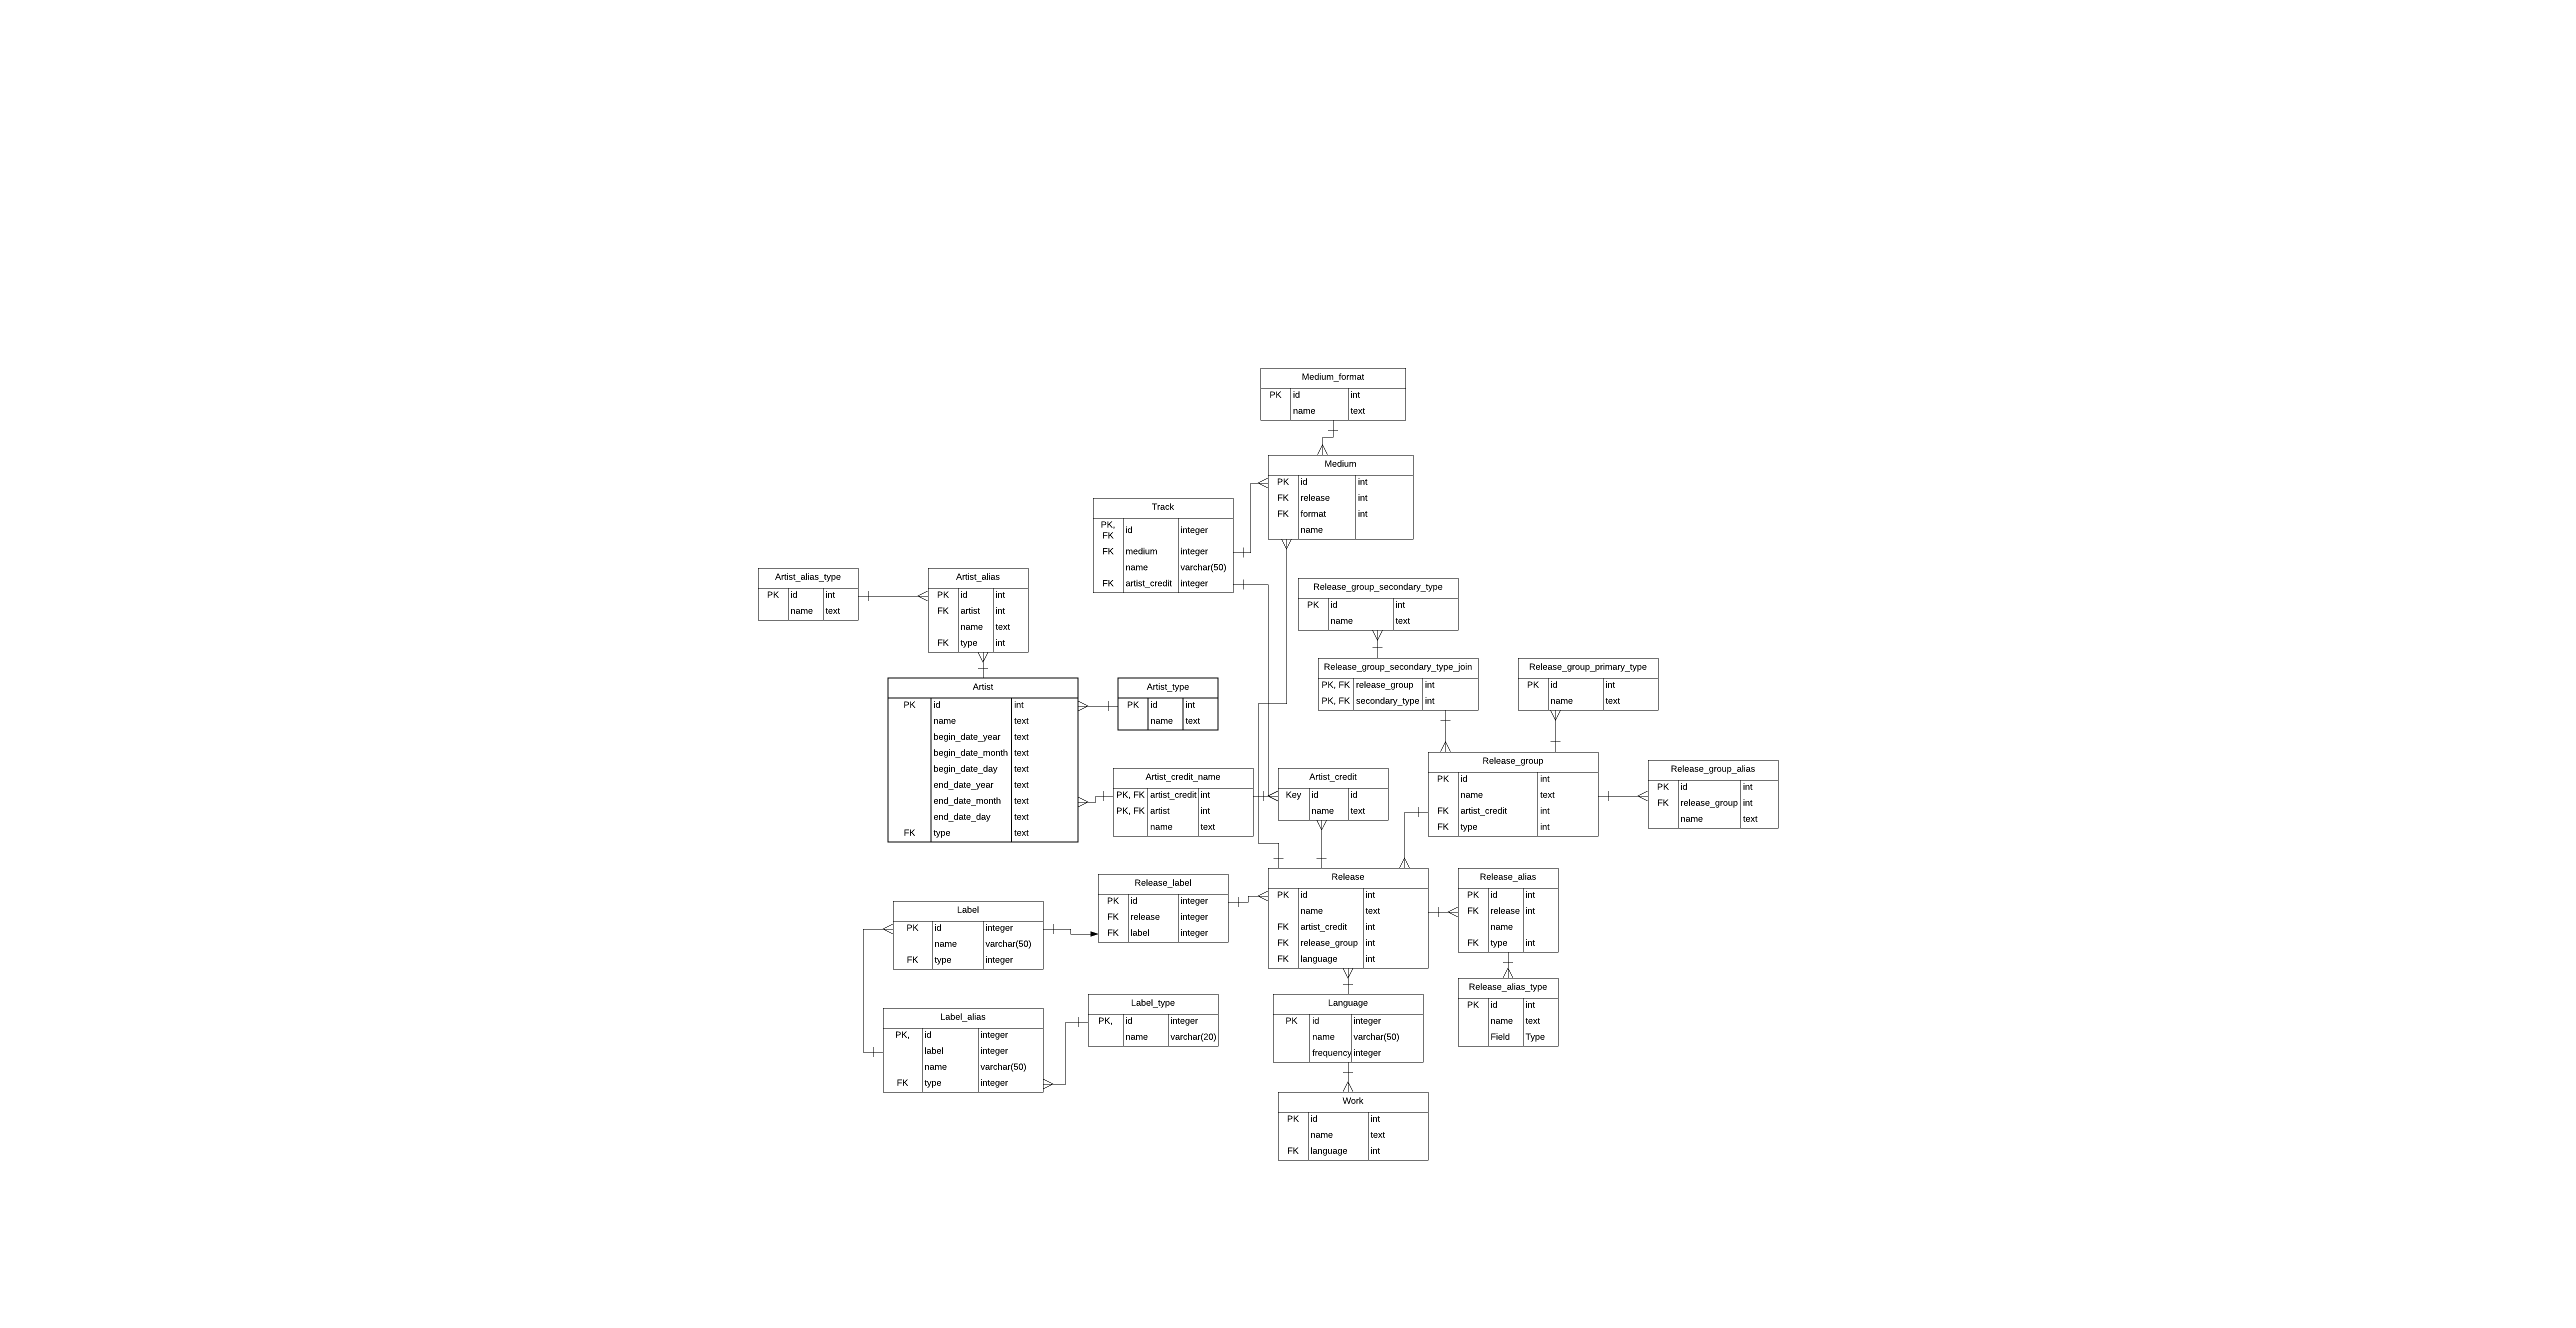 Medium_format
PK id int
name text
Medium
PK id int
FK release int
FK format int
name
Track
PK,
FK
id integer
FK medium integer
name varchar(50)
FK artist_credit integer
Artist_alias_type
PK id int
name text
Artist_alias
PK id int
FK artist int
name text
FK type int
Release_group_secondary_type
PK id int
name text
Release_group_secondary_type_join
PK, FK release_group int
PK, FK secondary_type int
Release_group_primary_type
PK id int
name text
Artist
PK id int
name text
begin_date_year text
begin_date_month text
begin_date_day text
end_date_year text
end_date_month text
end_date_day text
FK type text
Artist_type
PK id int
name text
Artist_credit_name
PK, FK artist_credit int
PK, FK artist int
name text
Artist_credit
Key id id
name text
Release_group
PK id int
name text
FK artist_credit int
FK type int
Release_group_alias
PK id int
FK release_group int
name text
Label
PK id integer
name varchar(50)
FK type integer
Release_label
PK id integer
FK release integer
FK label integer
Release
PK id int
name text
FK artist_credit int
FK release_group int
FK language int
Release_alias
PK id int
FK release int
name
FK type int
Release_alias_type
PK id int
name text
Field Type
Label_alias
PK, id integer
label integer
name varchar(50)
FK type integer
Label_type
PK, id integer
name varchar(20)
Language
PK id integer
name varchar(50)
frequency integer
Work
PK id int
name text
FK language int